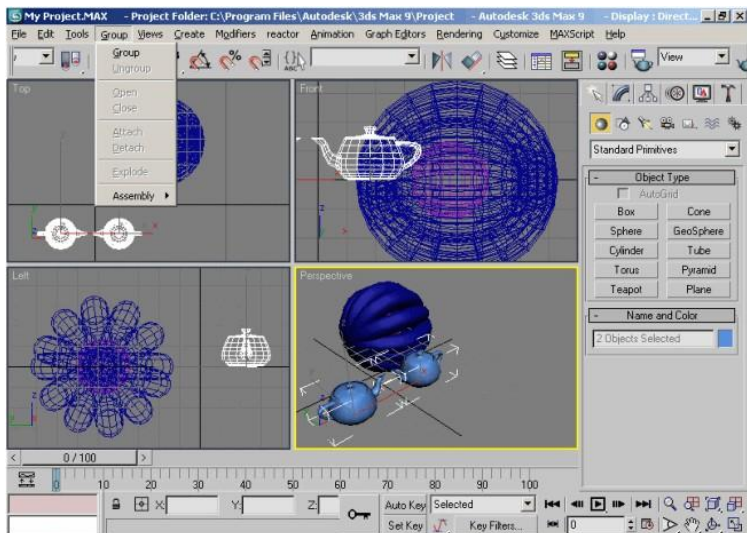 My Project.MAX - Project Folder: C:\Program Files\Autodesk\3ds Max 9\Project - Autodesk 3ds Max 9 - Display : Direct...
File Edit Tools Group Views Create Modifiers reactor Animation Graph Editors Rendering Customize MAXScript Help
ABC
View
Group
Ungroup
Open
Close
Attach
Detach
Explode
Assembly
Top
Front
Left
Perspective
Standard Primitives
- Object Type
AutoGrid
Box Cone
Sphere GeoSphere
Cylinder Tube
Torus Pyramid
Teapot Plane
- Name and Color
2 Objects Selected
< 0 / 100 >
0 10 20 30 40 50 60 70 80 90 100
X: Y: Z: Auto Key Selected
Set Key Key Filters... 0